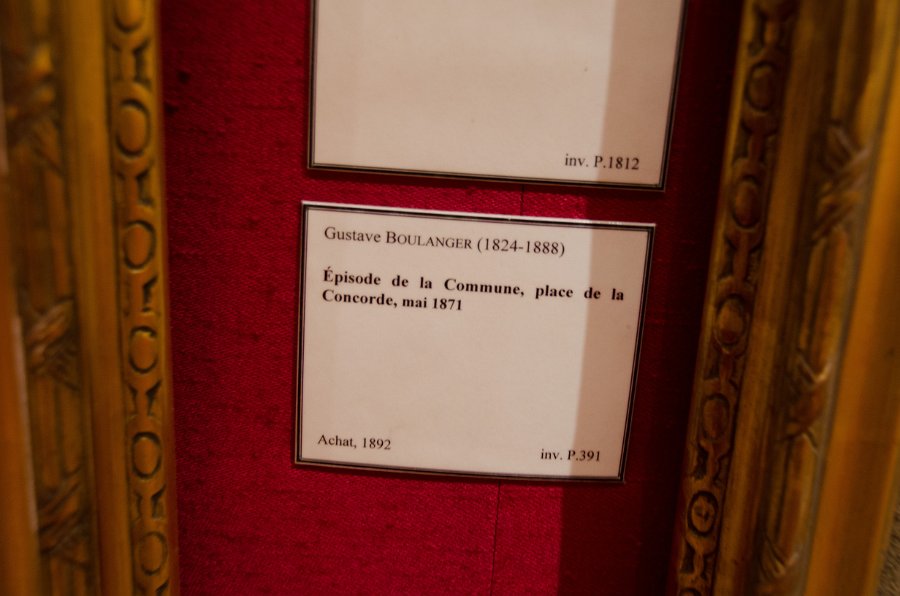 inv. P.1812
Gustave BOULANGER (1824-1888)
Épisode de la Commune, place de la
Concorde, mai 1871
Achat, 1892
inv. P.391